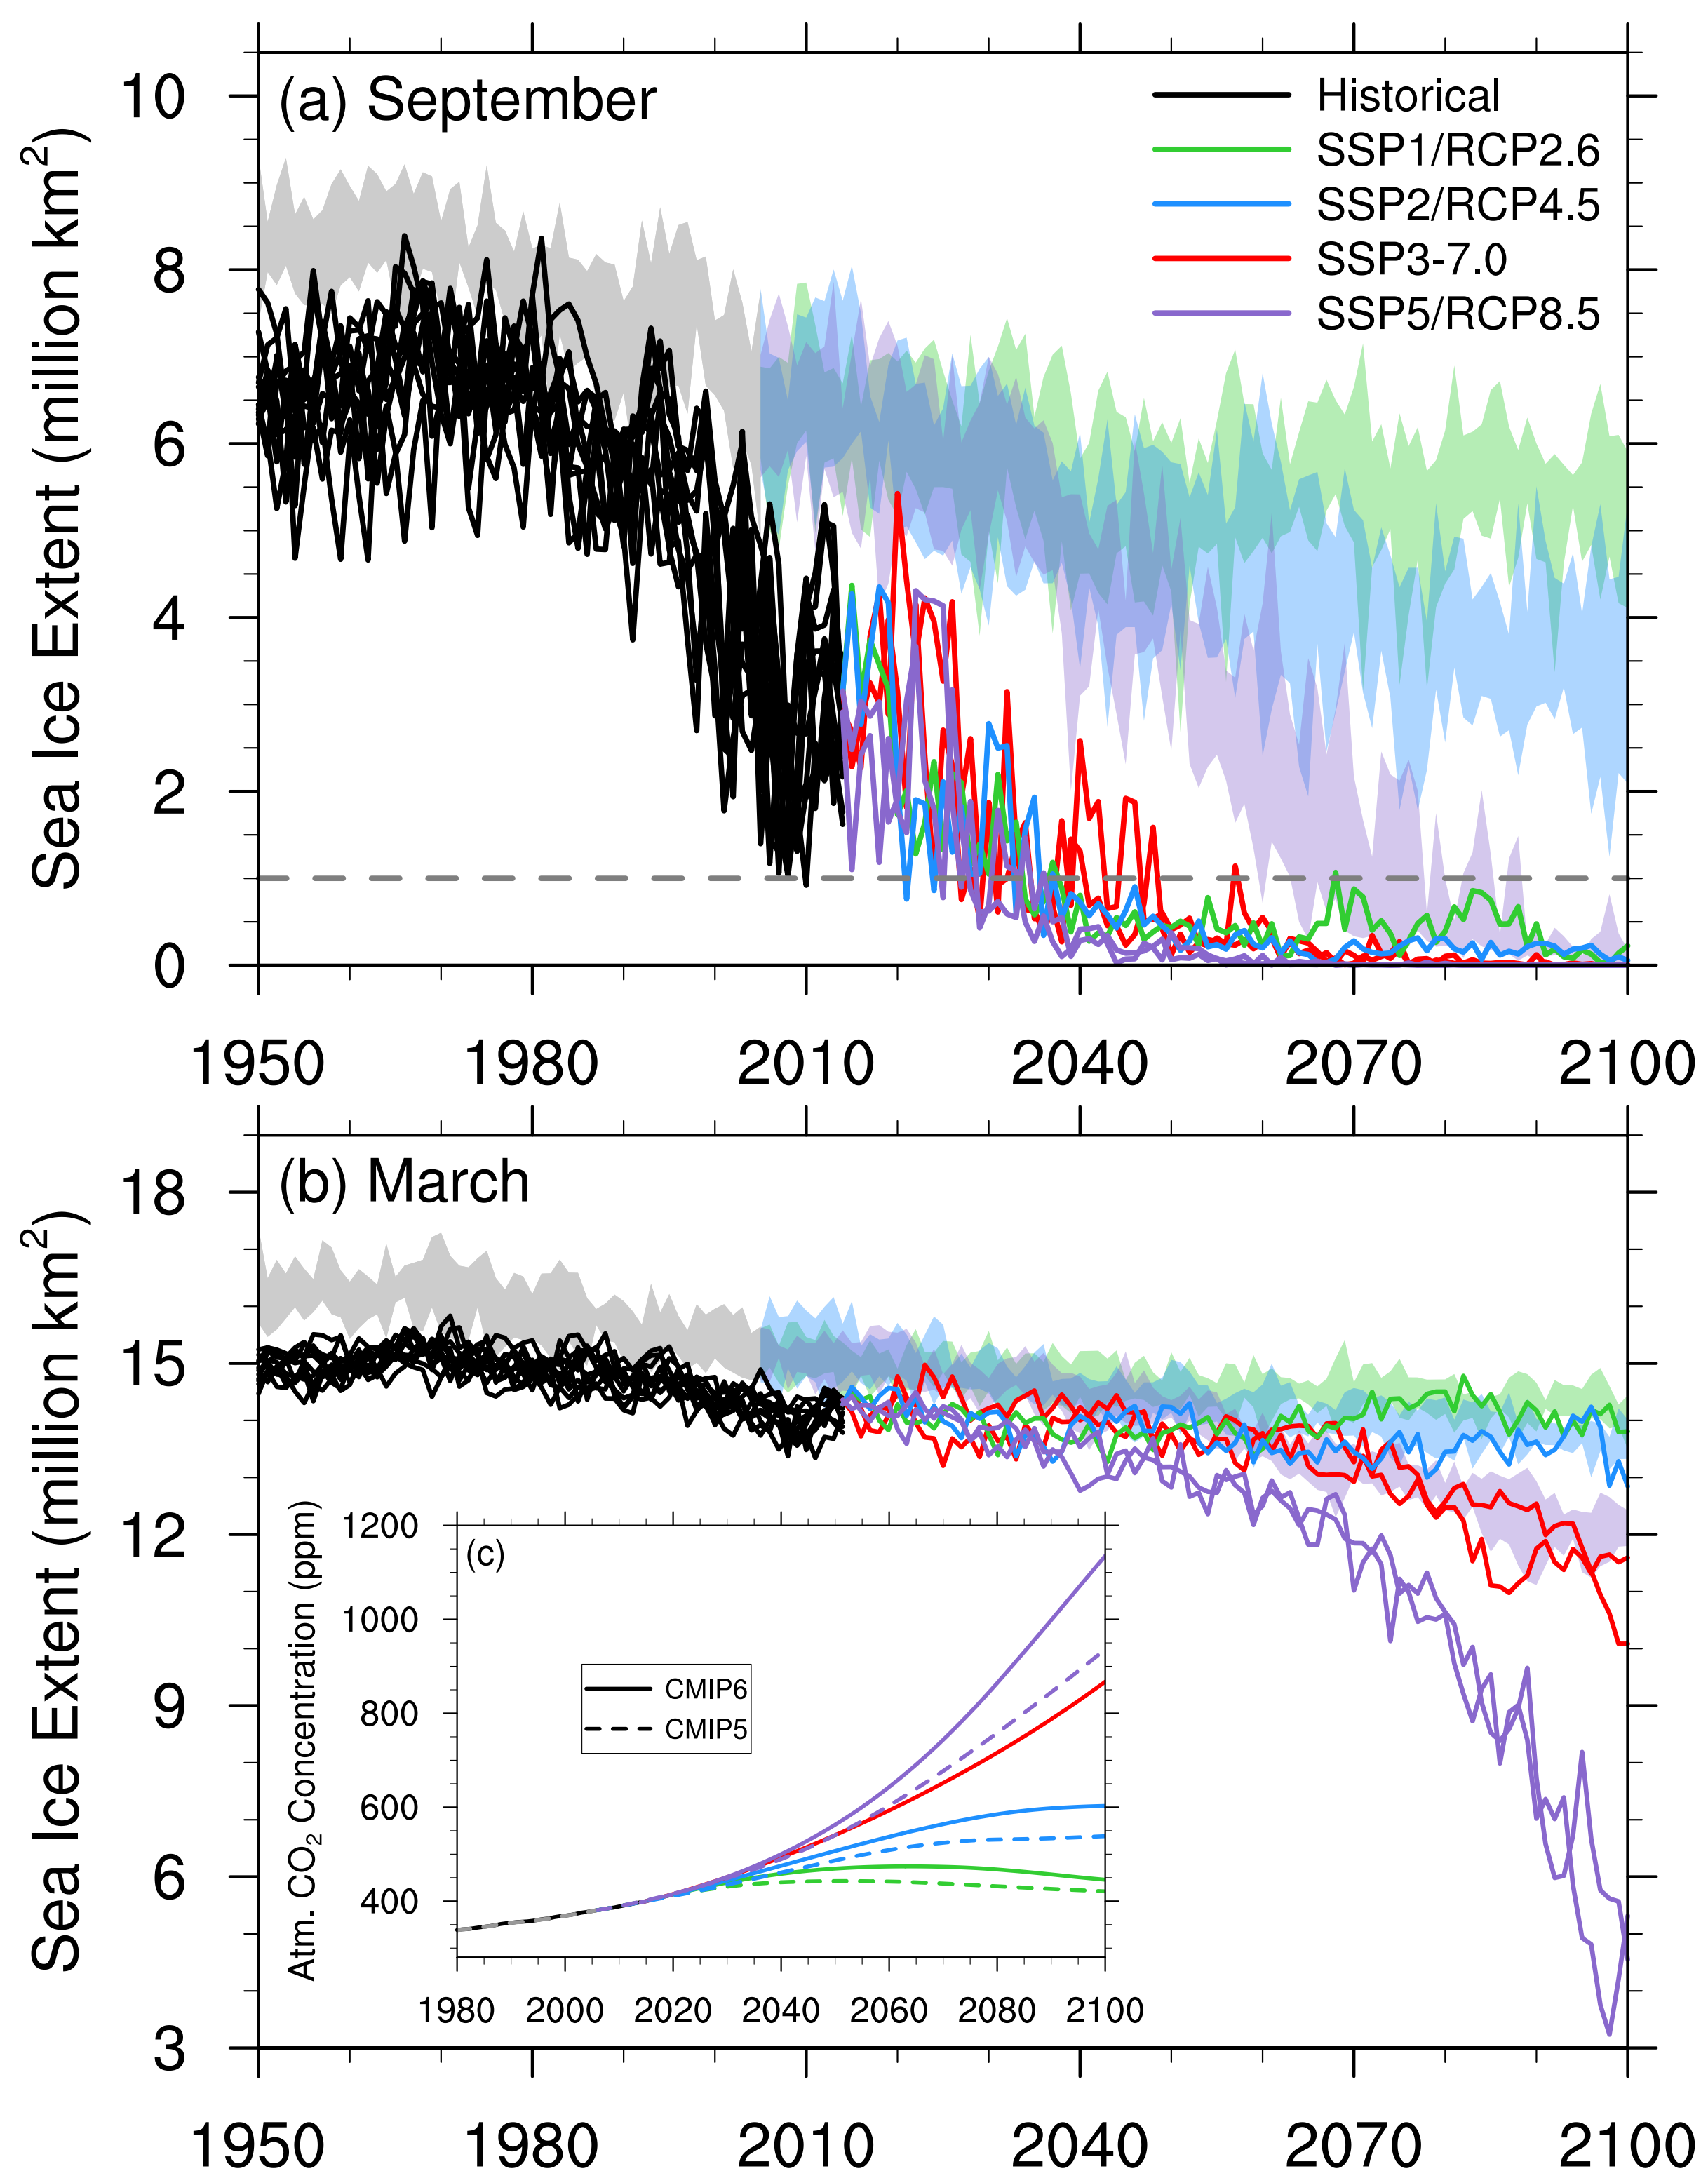 (a) September
Historical
SSP1/RCP2.6
SSP2/RCP4.5
SSP3-7.0
SSP5/RCP8.5
Sea Ice Extent (million km²)
10
8
6
4
2
0
1950 1980 2010 2040 2070 2100
(b) March
Sea Ice Extent (million km²)
18
15
12
9
6
3
(c)
Atm. CO₂ Concentration (ppm)
1200
1000
800
600
400
CMIP6
CMIP5
1980 2000 2020 2040 2060 2080 2100
1950 1980 2010 2040 2070 2100